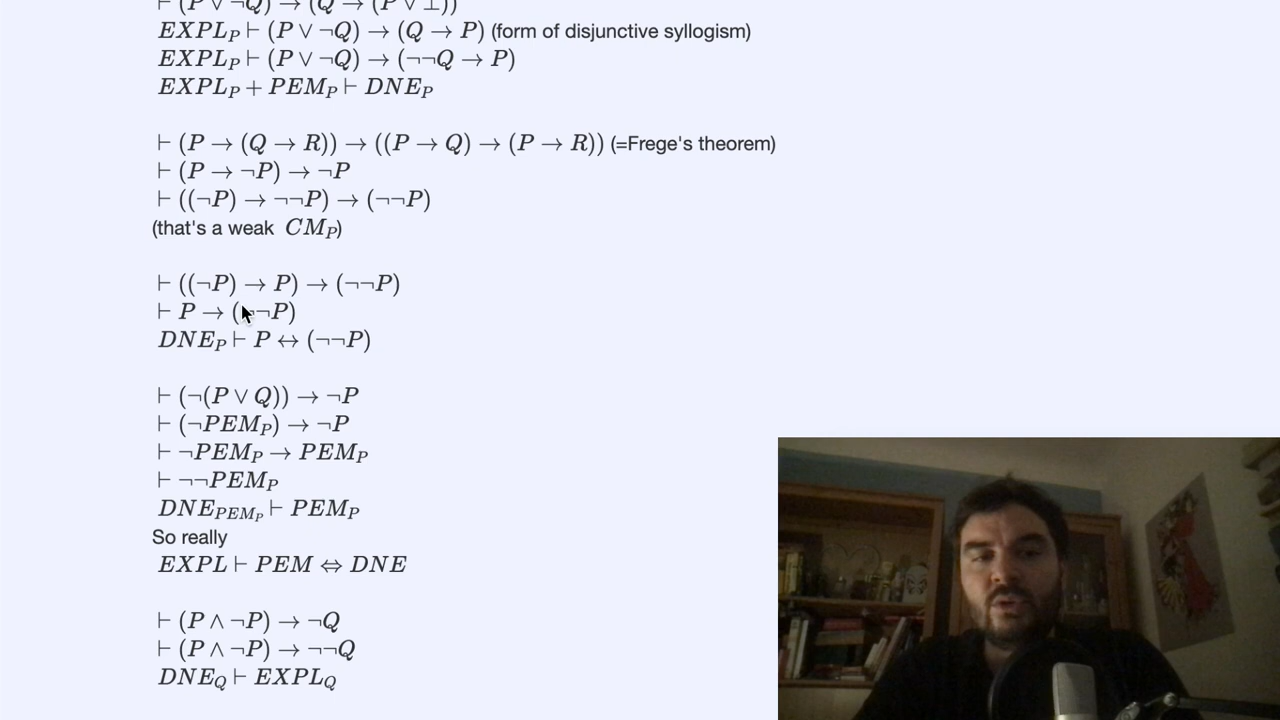 ⊢ (P ∨ ¬Q) → (Q → (P ∨ ⊥))
EXPL_P ⊢ (P ∨ ¬Q) → (Q → P) (form of disjunctive syllogism)
EXPL_P ⊢ (P ∨ ¬Q) → (¬¬Q → P)
EXPL_P + PEM_P ⊢ DNE_P
⊢ (P → (Q → R)) → ((P → Q) → (P → R)) (=Frege's theorem)
⊢ (P → ¬P) → ¬P
⊢ ((¬P) → ¬¬P) → (¬¬P)
(that's a weak CM_P)
⊢ ((¬P) → P) → (¬¬P)
⊢ P → (¬¬P)
DNE_P ⊢ P ↔ (¬¬P)
⊢ (¬(P ∨ Q)) → ¬P
⊢ (¬PEM_P) → ¬P
⊢ ¬PEM_P → PEM_P
⊢ ¬¬PEM_P
DNE_{PEM_P} ⊢ PEM_P
So really
EXPL ⊢ PEM ⇔ DNE
⊢ (P ∧ ¬P) → ¬Q
⊢ (P ∧ ¬P) → ¬¬Q
DNE_Q ⊢ EXPL_Q